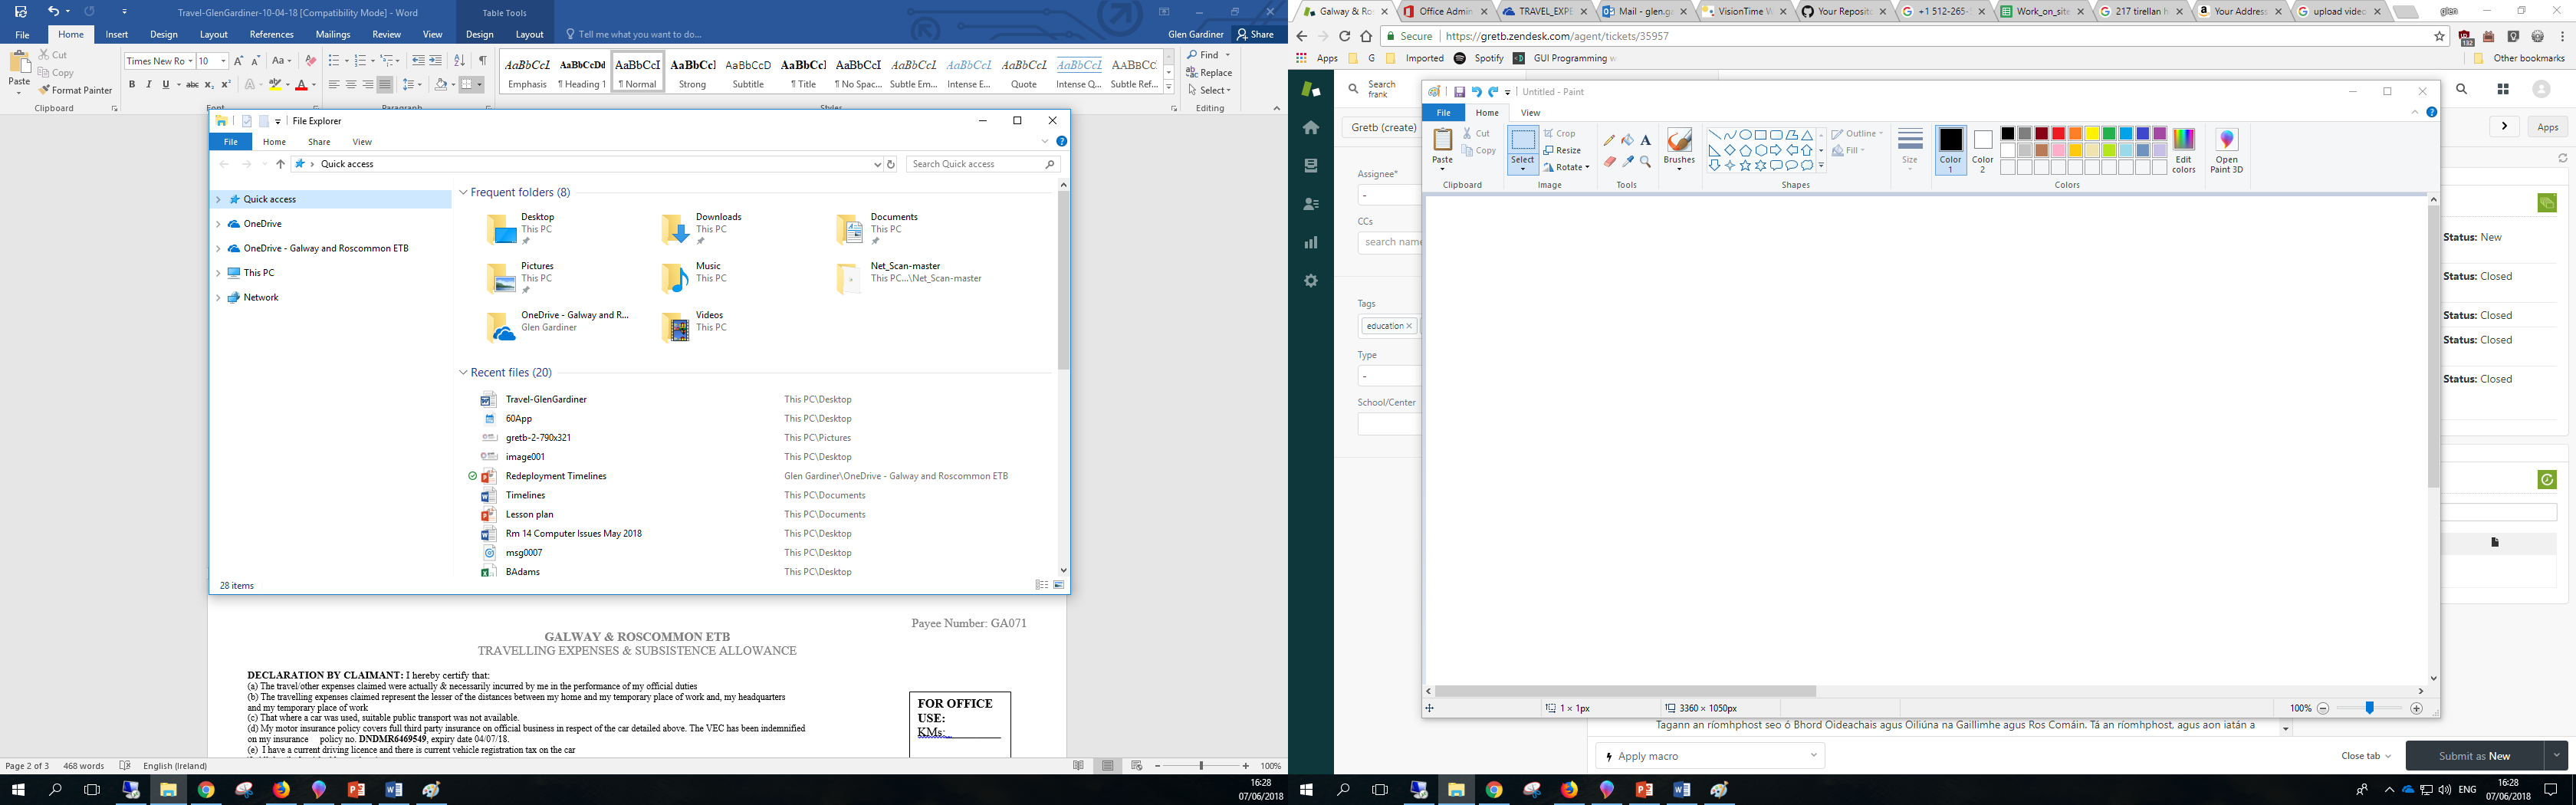 Travel-GlenGardiner-10-04-18 [Compatibility Mode] - Word
Table Tools
File
Home
Insert
Design
Layout
References
Mailings
Review
View
Design
Layout
Tell me what you want to do...
Glen Gardiner
Share
Paste
Cut
Copy
Format Painter
Clipboard
Times New Ro
10
Font
Paragraph
AaBbCcL
Emphasis
AaBbCcDd
¶ Heading 1
AaBbCcI
¶ Normal
AaBbCcl
Strong
AaBbCcD
Subtitle
AaBbCcl
¶ Title
AaBbCcI
¶ No Spac...
AaBbCcL
Subtle Em...
AaBbCcL
Intense E...
AaBbCcL
Quote
AaBbCcL
Intense Q...
AABBCC
Subtle Ref...
Styles
Find
Replace
Select
Editing
File Explorer
File
Home
Share
View
Quick access
Search Quick access
Quick access
OneDrive
OneDrive - Galway and Roscommon ETB
This PC
Network
Frequent folders (8)
Desktop
This PC
Downloads
This PC
Documents
This PC
Pictures
This PC
Music
This PC
Net_Scan-master
This PC...\Net_Scan-master
OneDrive - Galway and R...
Glen Gardiner
Videos
This PC
Recent files (20)
Travel-GlenGardiner This PC\Desktop
60App This PC\Desktop
gretb-2-790x321 This PC\Pictures
image001 This PC\Desktop
Redeployment Timelines Glen Gardiner\OneDrive - Galway and Roscommon ETB
Timelines This PC\Documents
Lesson plan This PC\Documents
Rm 14 Computer Issues May 2018 This PC\Desktop
msg0007 This PC\Desktop
BAdams This PC\Desktop
28 items
Payee Number: GA071
GALWAY & ROSCOMMON ETB
TRAVELLING EXPENSES & SUBSISTENCE ALLOWANCE
DECLARATION BY CLAIMANT: I hereby certify that:
(a) The travel/other expenses claimed were actually & necessarily incurred by me in the performance of my official duties
(b) The travelling expenses claimed represent the lesser of the distances between my home and my temporary place of work and, my headquarters
and my temporary place of work
(c) That where a car was used, suitable public transport was not available.
(d) My motor insurance policy covers full third party insurance on official business in respect of the car detailed above. The VEC has been indemnified
on my insurance policy no. DNDMR6469549, expiry date 04/07/18.
(e) I have a current driving licence and there is current vehicle registration tax on the car
FOR OFFICE
USE:
KMs:
Page 2 of 3
468 words
English (Ireland)
100%
16:28
07/06/2018
Galway & Ros
Office Admin
TRAVEL_EXPE
Mail - glen.ga
VisionTime W
Your Reposito
+1 512-265-
Work_on_site
217 tirellan h
Your Address
upload video
glen
Secure
https://gretb.zendesk.com/agent/tickets/35957
132
Apps
G
Imported
Spotify
GUI Programming w
Other bookmarks
Search
frank
Gretb (create)
Apps
Assignee*
-
CCs
search name
Tags
education ×
Type
-
School/Center
Untitled - Paint
File
Home
View
Paste
Cut
Copy
Clipboard
Select
Crop
Resize
Rotate
Image
A
Tools
Brushes
Outline
Fill
Shapes
Size
Color
1
Color
2
Colors
Edit
colors
Open
Paint 3D
1 × 1px
3360 × 1050px
100%
Status: New
Status: Closed
Status: Closed
Status: Closed
Status: Closed
Tagann an ríomhphost seo ó Bhord Oideachais agus Oiliúna na Gaillimhe agus Ros Comáin. Tá an ríomhphost, agus aon iatán a
Apply macro
Close tab
Submit as New
ENG
16:28
07/06/2018